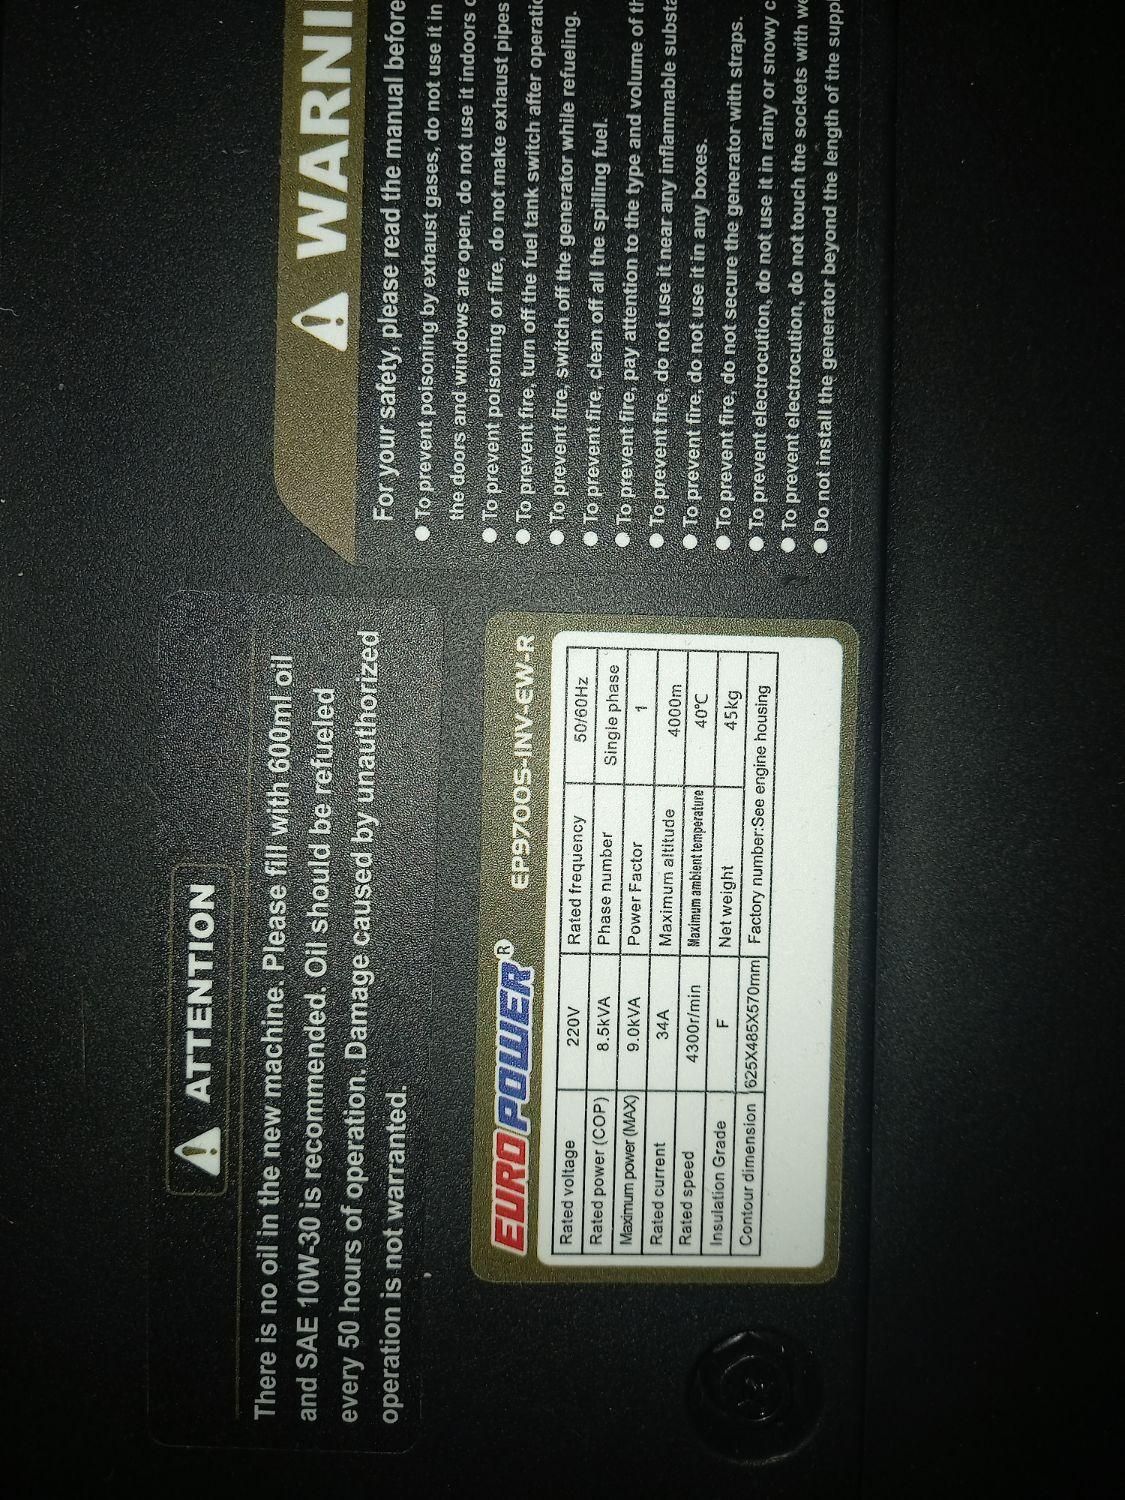 ATTENTION
There is no oil in the new machine. Please fill with 600ml oil
and SAE 10W-30 is recommended. Oil should be refueled
every 50 hours of operation. Damage caused by unauthorized
operation is not warranted.
EUROPOWER® EP9700S-INV-EW-R
Rated voltage 220V Rated frequency 50/60Hz
Rated power (COP) 8.5kVA Phase number Single phase
Maximum power (MAX) 9.0kVA Power Factor 1
Rated current 34A Maximum altitude 4000m
Rated speed 4300r/min Maximum ambient temperature 40℃
Insulation Grade F Net weight 45kg
Contour dimension 625X485X570mm Factory number:See engine housing
WARNI
For your safety, please read the manual before
● To prevent poisoning by exhaust gases, do not use it in
the doors and windows are open, do not use it indoors
● To prevent poisoning or fire, do not make exhaust pipes
● To prevent fire, turn off the fuel tank switch after operatio
● To prevent fire, switch off the generator while refueling.
● To prevent fire, clean off all the spilling fuel.
● To prevent fire, pay attention to the type and volume of th
● To prevent fire, do not use it near any inflammable substa
● To prevent fire, do not use it in any boxes.
● To prevent fire, do not secure the generator with straps.
● To prevent electrocution, do not use it in rainy or snowy c
● To prevent electrocution, do not touch the sockets with we
● Do not install the generator beyond the length of the suppl